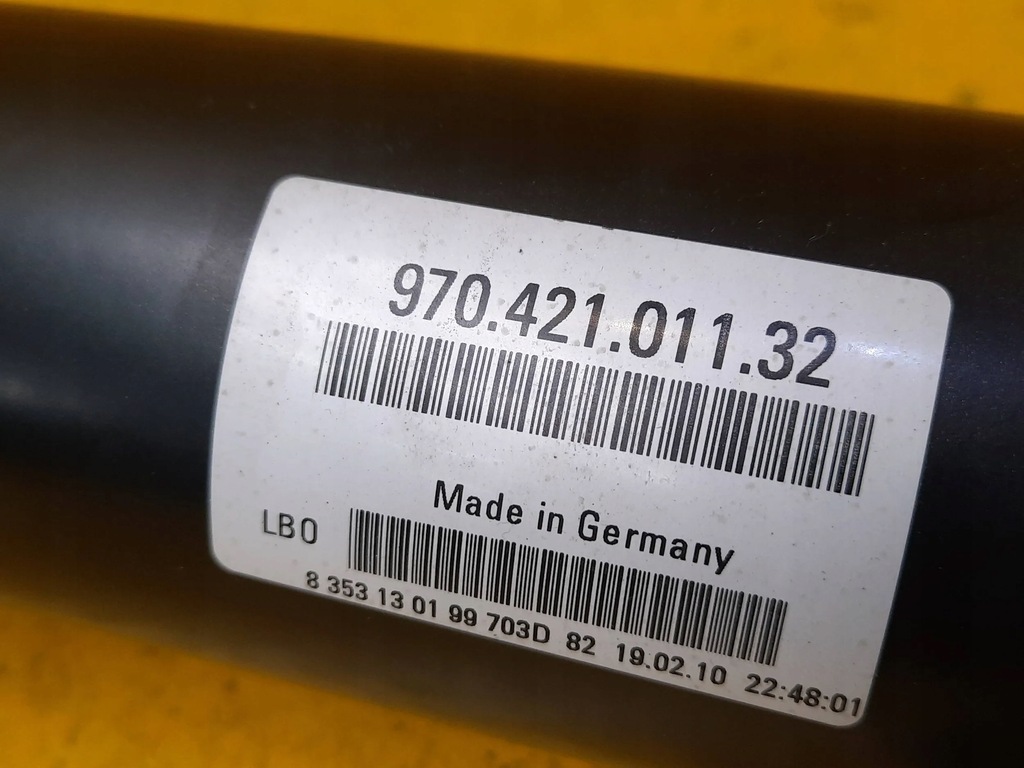 970.421.011.32
Made in Germany
LB0
8 353 13 01 99 703D 82 19.02.10 22:48:01